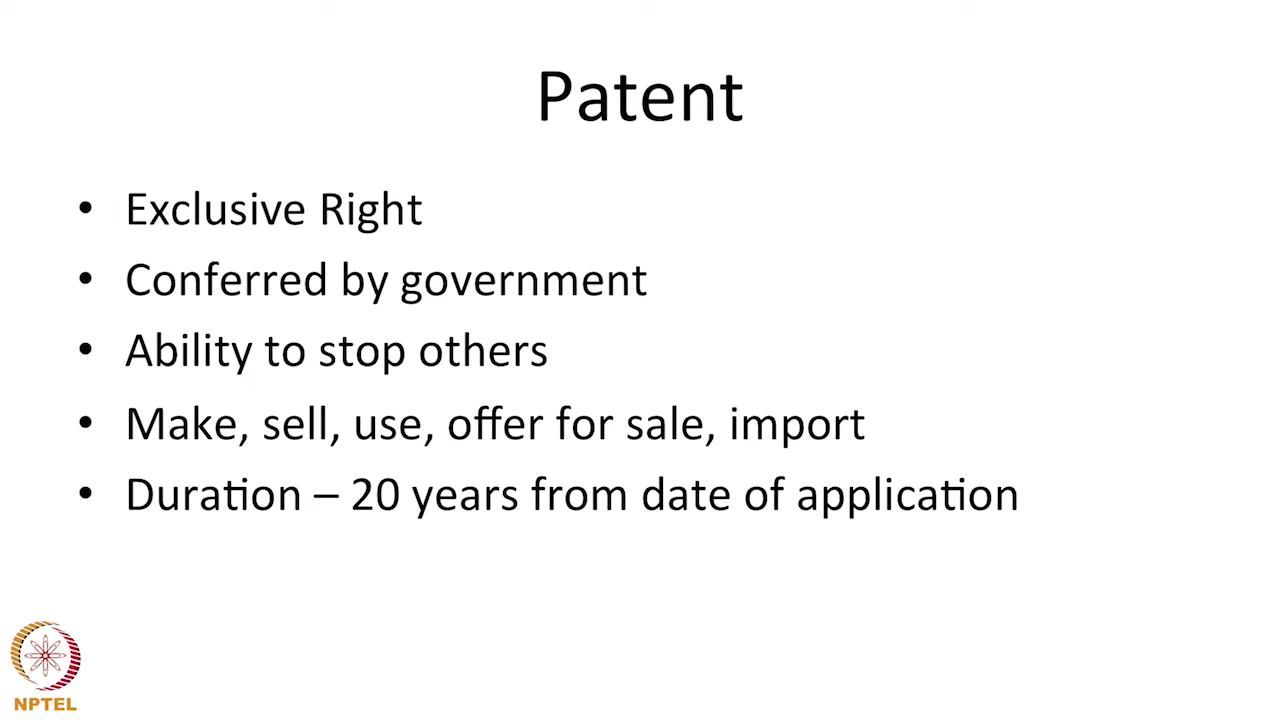 Patent
• Exclusive Right
• Conferred by government
• Ability to stop others
• Make, sell, use, offer for sale, import
• Duration – 20 years from date of application
NPTEL